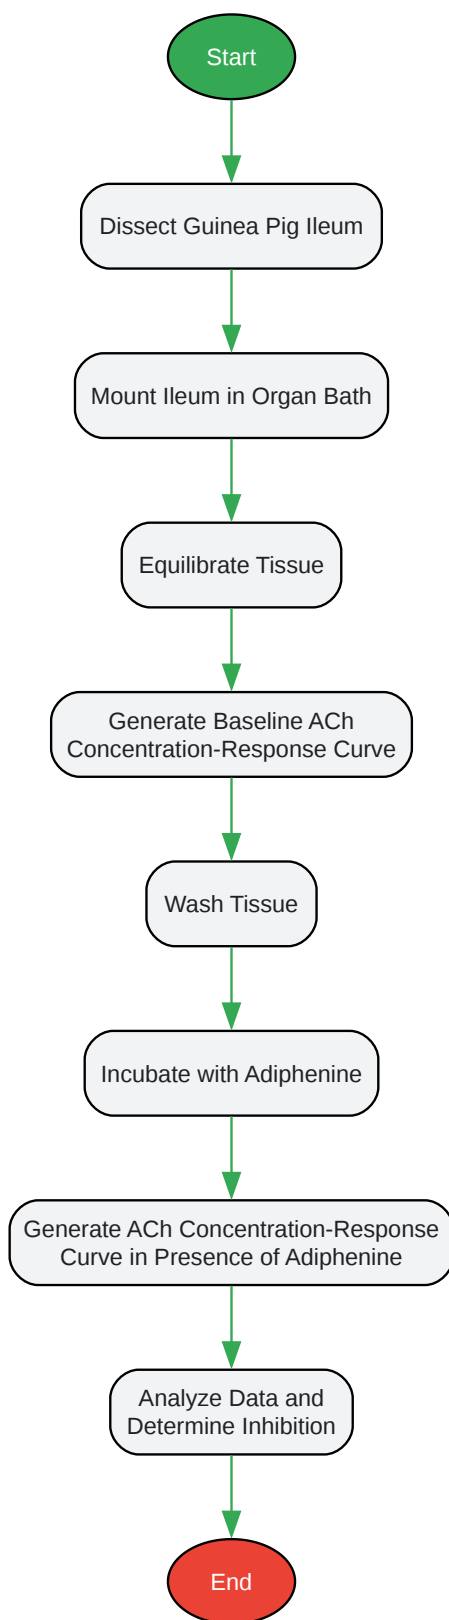 Start
Dissect Guinea Pig Ileum
Mount Ileum in Organ Bath
Equilibrate Tissue
Generate Baseline ACh
Concentration-Response Curve
Wash Tissue
Incubate with Adiphenine
Generate ACh Concentration-Response
Curve in Presence of Adiphenine
Analyze Data and
Determine Inhibition
End